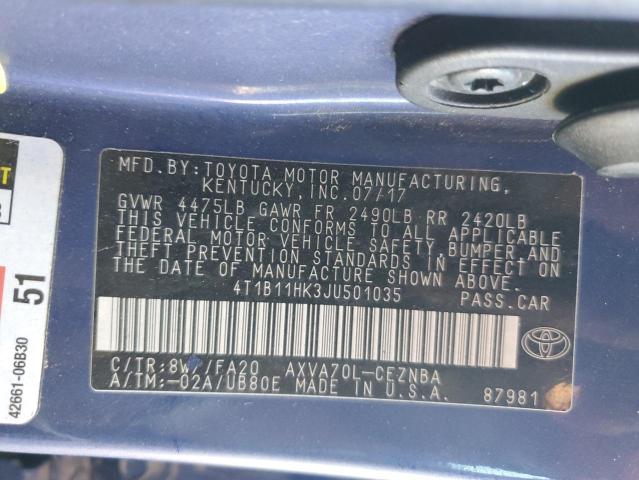 MFD.BY:TOYOTA MOTOR MANUFACTURING,
KENTUCKY, INC. 07/17
GVWR 4475LB GAWR FR 2490LB RR 2420LB
THIS VEHICLE CONFORMS TO ALL APPLICABLE
FEDERAL MOTOR VEHICLE SAFETY, BUMPER, AND
THEFT PREVENTION STANDARDS IN EFFECT ON
THE DATE OF MANUFACTURE SHOWN ABOVE.
4T1B11HK3JU501035 PASS.CAR
C/TR: /FA20 AXVA70L-CEZNBA
A/TM:-02A/UB80E MADE IN U.S.A. 87981
42661-06B30
51